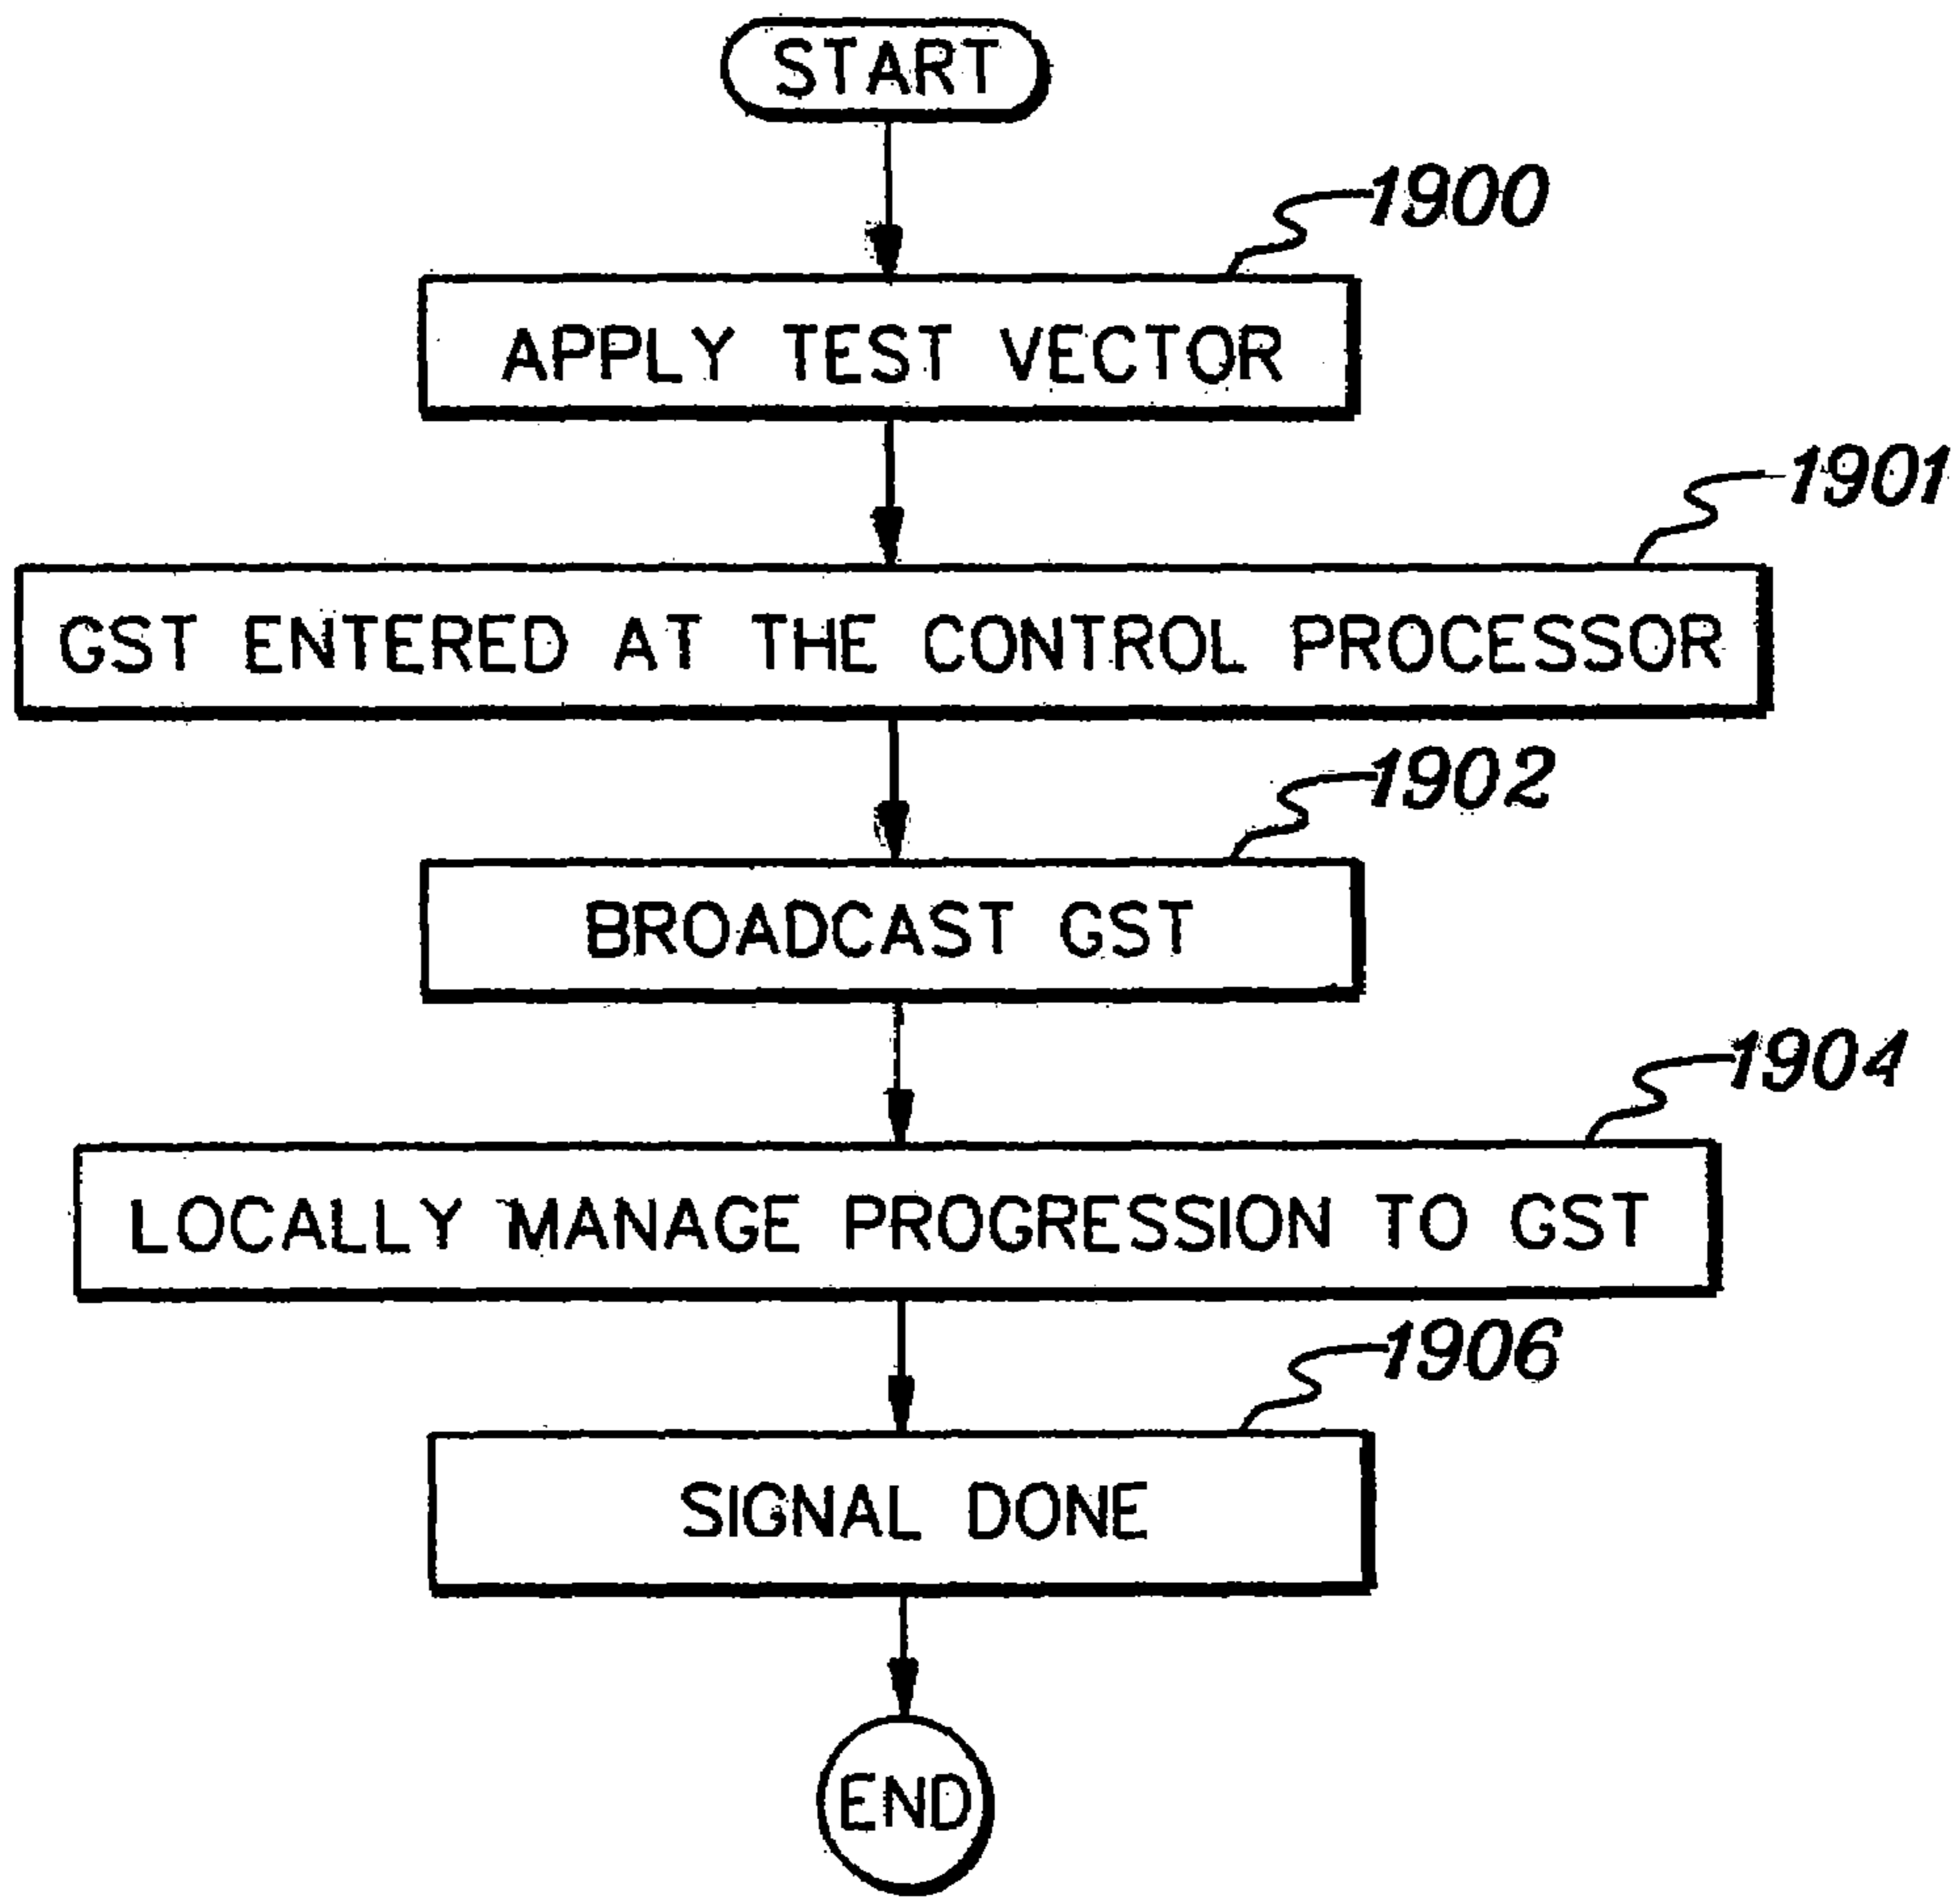 START
1900
APPLY TEST VECTOR
1901
GST ENTERED AT THE CONTROL PROCESSOR
1902
BROADCAST GST
1904
LOCALLY MANAGE PROGRESSION TO GST
1906
SIGNAL DONE
END